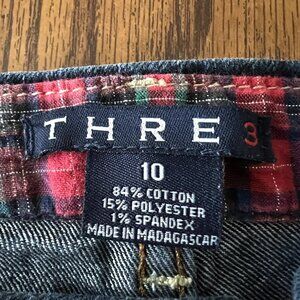 THRE3
10
84% COTTON
15% POLYESTER
1% SPANDEX
MADE IN MADAGASCAR